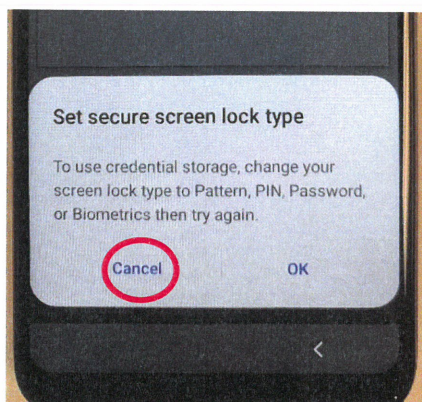 Set secure screen lock type
To use credential storage, change your
screen lock type to Pattern, PIN, Password,
or Biometrics then try again.
Cancel OK